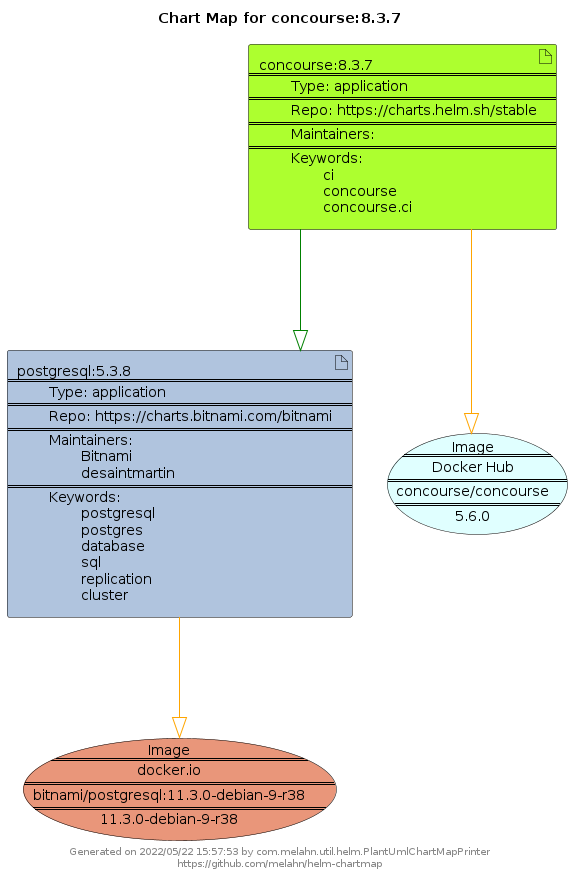 Chart Map for concourse:8.3.7
concourse:8.3.7
Type: application
Repo: https://charts.helm.sh/stable
Maintainers:
Keywords:
ci
concourse
concourse.ci
postgresql:5.3.8
Type: application
Repo: https://charts.bitnami.com/bitnami
Maintainers:
Bitnami
desaintmartin
Keywords:
postgresql
postgres
database
sql
replication
cluster
Image
Docker Hub
concourse/concourse
5.6.0
Image
docker.io
bitnami/postgresql:11.3.0-debian-9-r38
11.3.0-debian-9-r38
Generated on 2022/05/22 15:57:53 by com.melahn.util.helm.PlantUmlChartMapPrinter
https://github.com/melahn/helm-chartmap